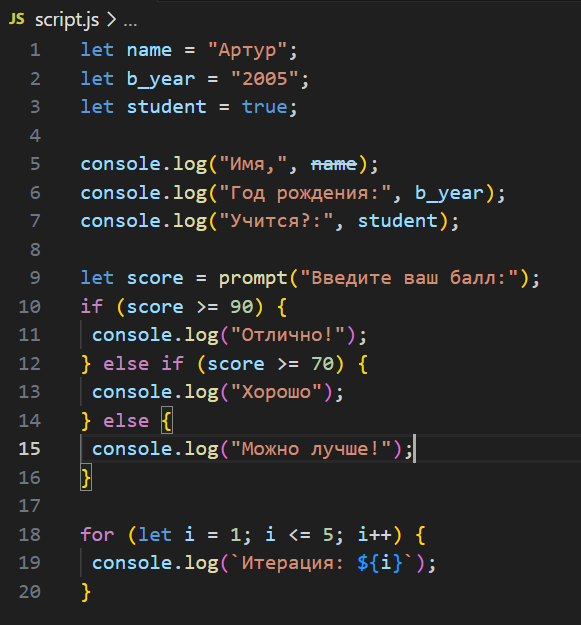 JS script.js > ...
1 let name = "Артур";
2 let b_year = "2005";
3 let student = true;
4
5 console.log("Имя,", name);
6 console.log("Год рождения:", b_year);
7 console.log("Учится?:", student);
8
9 let score = prompt("Введите ваш балл:");
10 if (score >= 90) {
11  console.log("Отлично!");
12 } else if (score >= 70) {
13  console.log("Хорошо");
14 } else {
15  console.log("Можно лучше!");
16 }
17
18 for (let i = 1; i <= 5; i++) {
19  console.log(`Итерация: ${i}`);
20 }